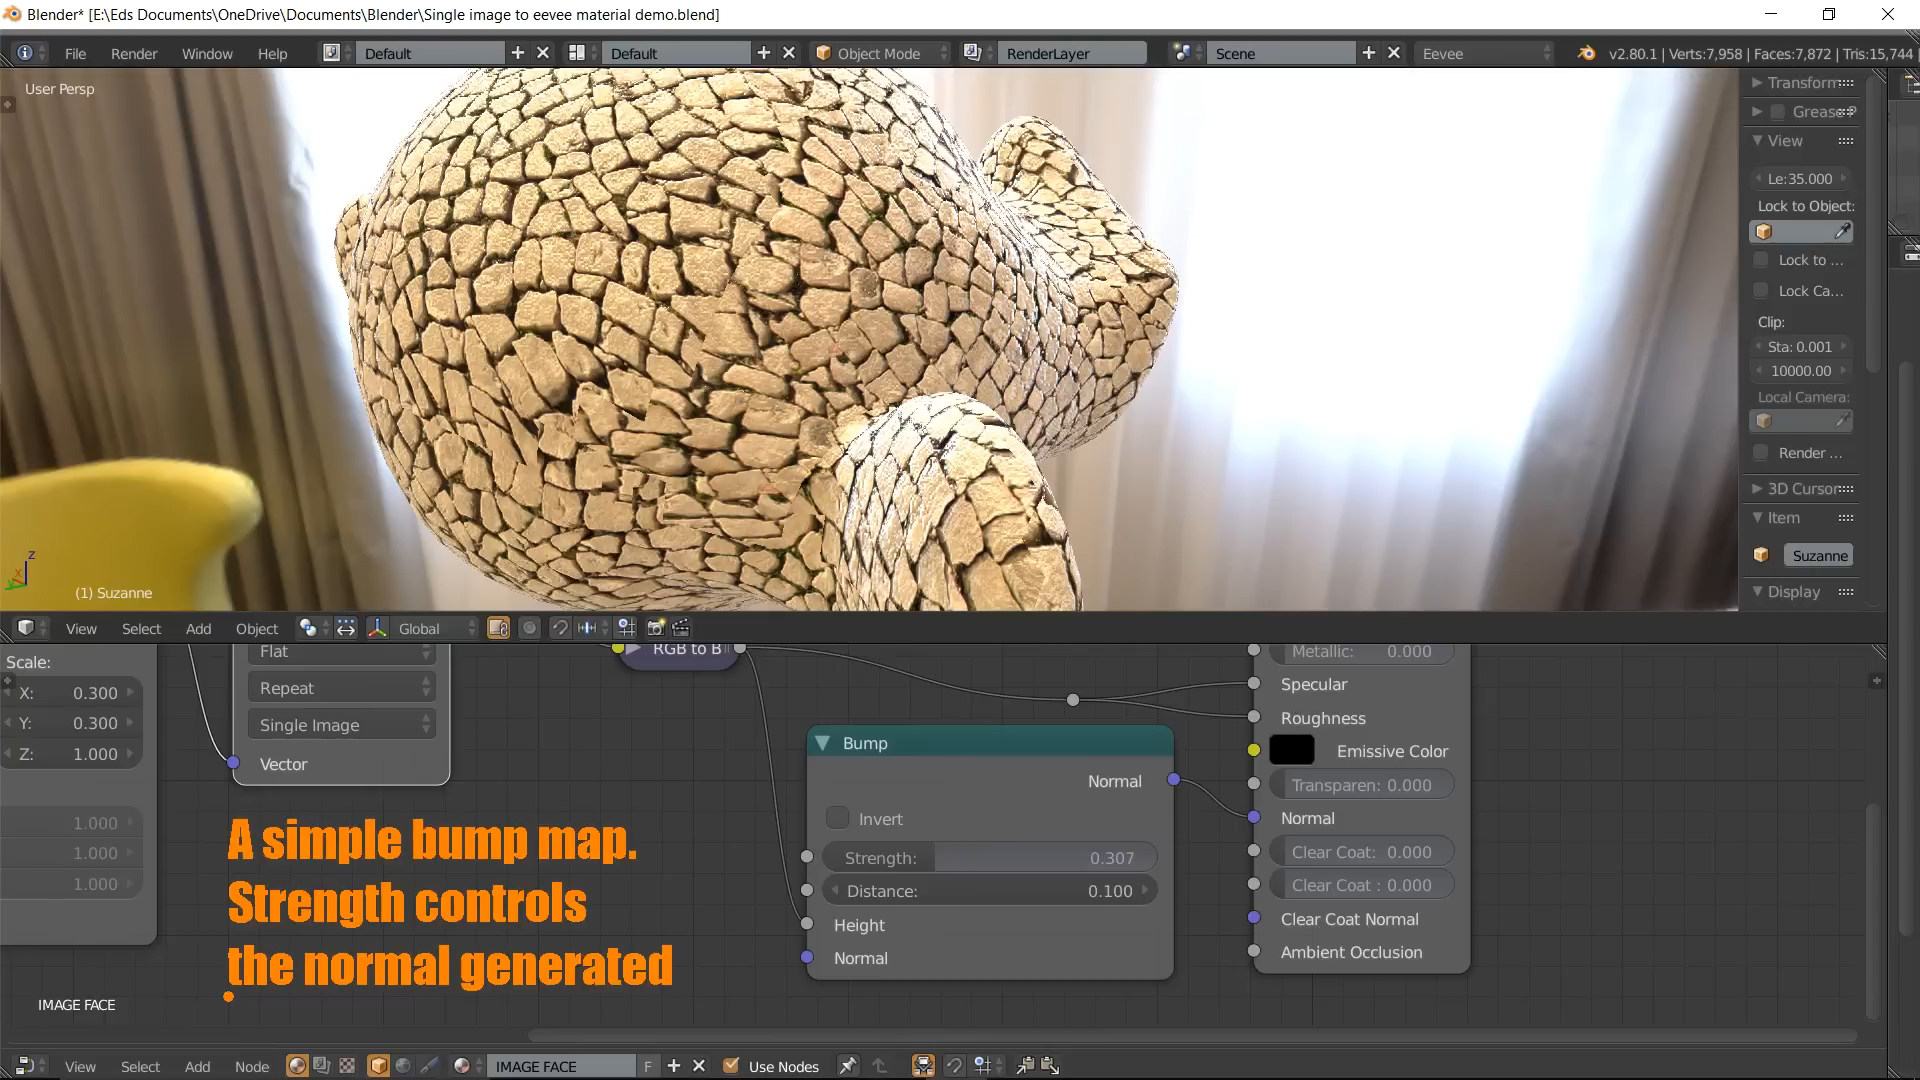 Blender* [E:\Eds Documents\OneDrive\Documents\Blender\Single image to eevee material demo.blend]
File Render Window Help Default Default Object Mode RenderLayer Scene Eevee v2.80.1 | Verts:7,958 | Faces:7,872 | Tris:15,744 |
User Persp
Transform
Grease P
View
Le:35.000
Lock to Object:
Lock to ...
Lock Ca...
Clip:
Sta: 0.001
10000.00
Local Camera:
Render ...
3D Cursor
Item
Suzanne
Display
z
x
y
(1) Suzanne
View Select Add Object Global
Scale:
X: 0.300
Y: 0.300
Z: 1.000
1.000
1.000
1.000
Flat
Repeat
Single Image
Vector
RGB to B
Bump
Normal
Invert
Strength: 0.307
Distance: 0.100
Height
Normal
Metallic: 0.000
Specular
Roughness
Emissive Color
Transparen: 0.000
Normal
Clear Coat: 0.000
Clear Coat : 0.000
Clear Coat Normal
Ambient Occlusion
A simple bump map.
Strength controls
the normal generated
IMAGE FACE
View Select Add Node IMAGE FACE F Use Nodes